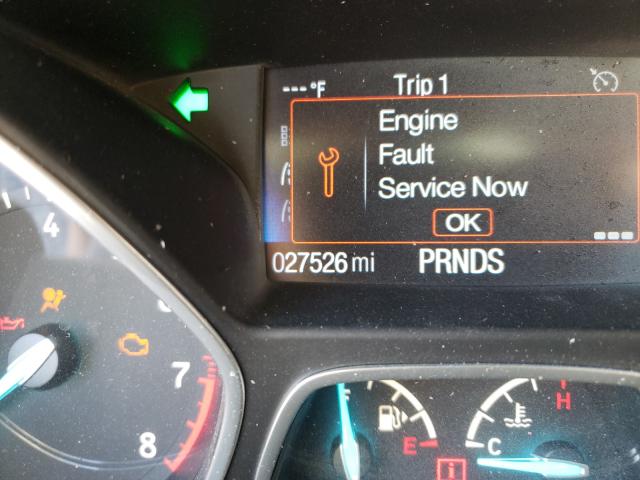 ---°F
Trip 1
Engine
Fault
Service Now
OK
027526 mi
PRNDS
4
7
8
E
H
C
i